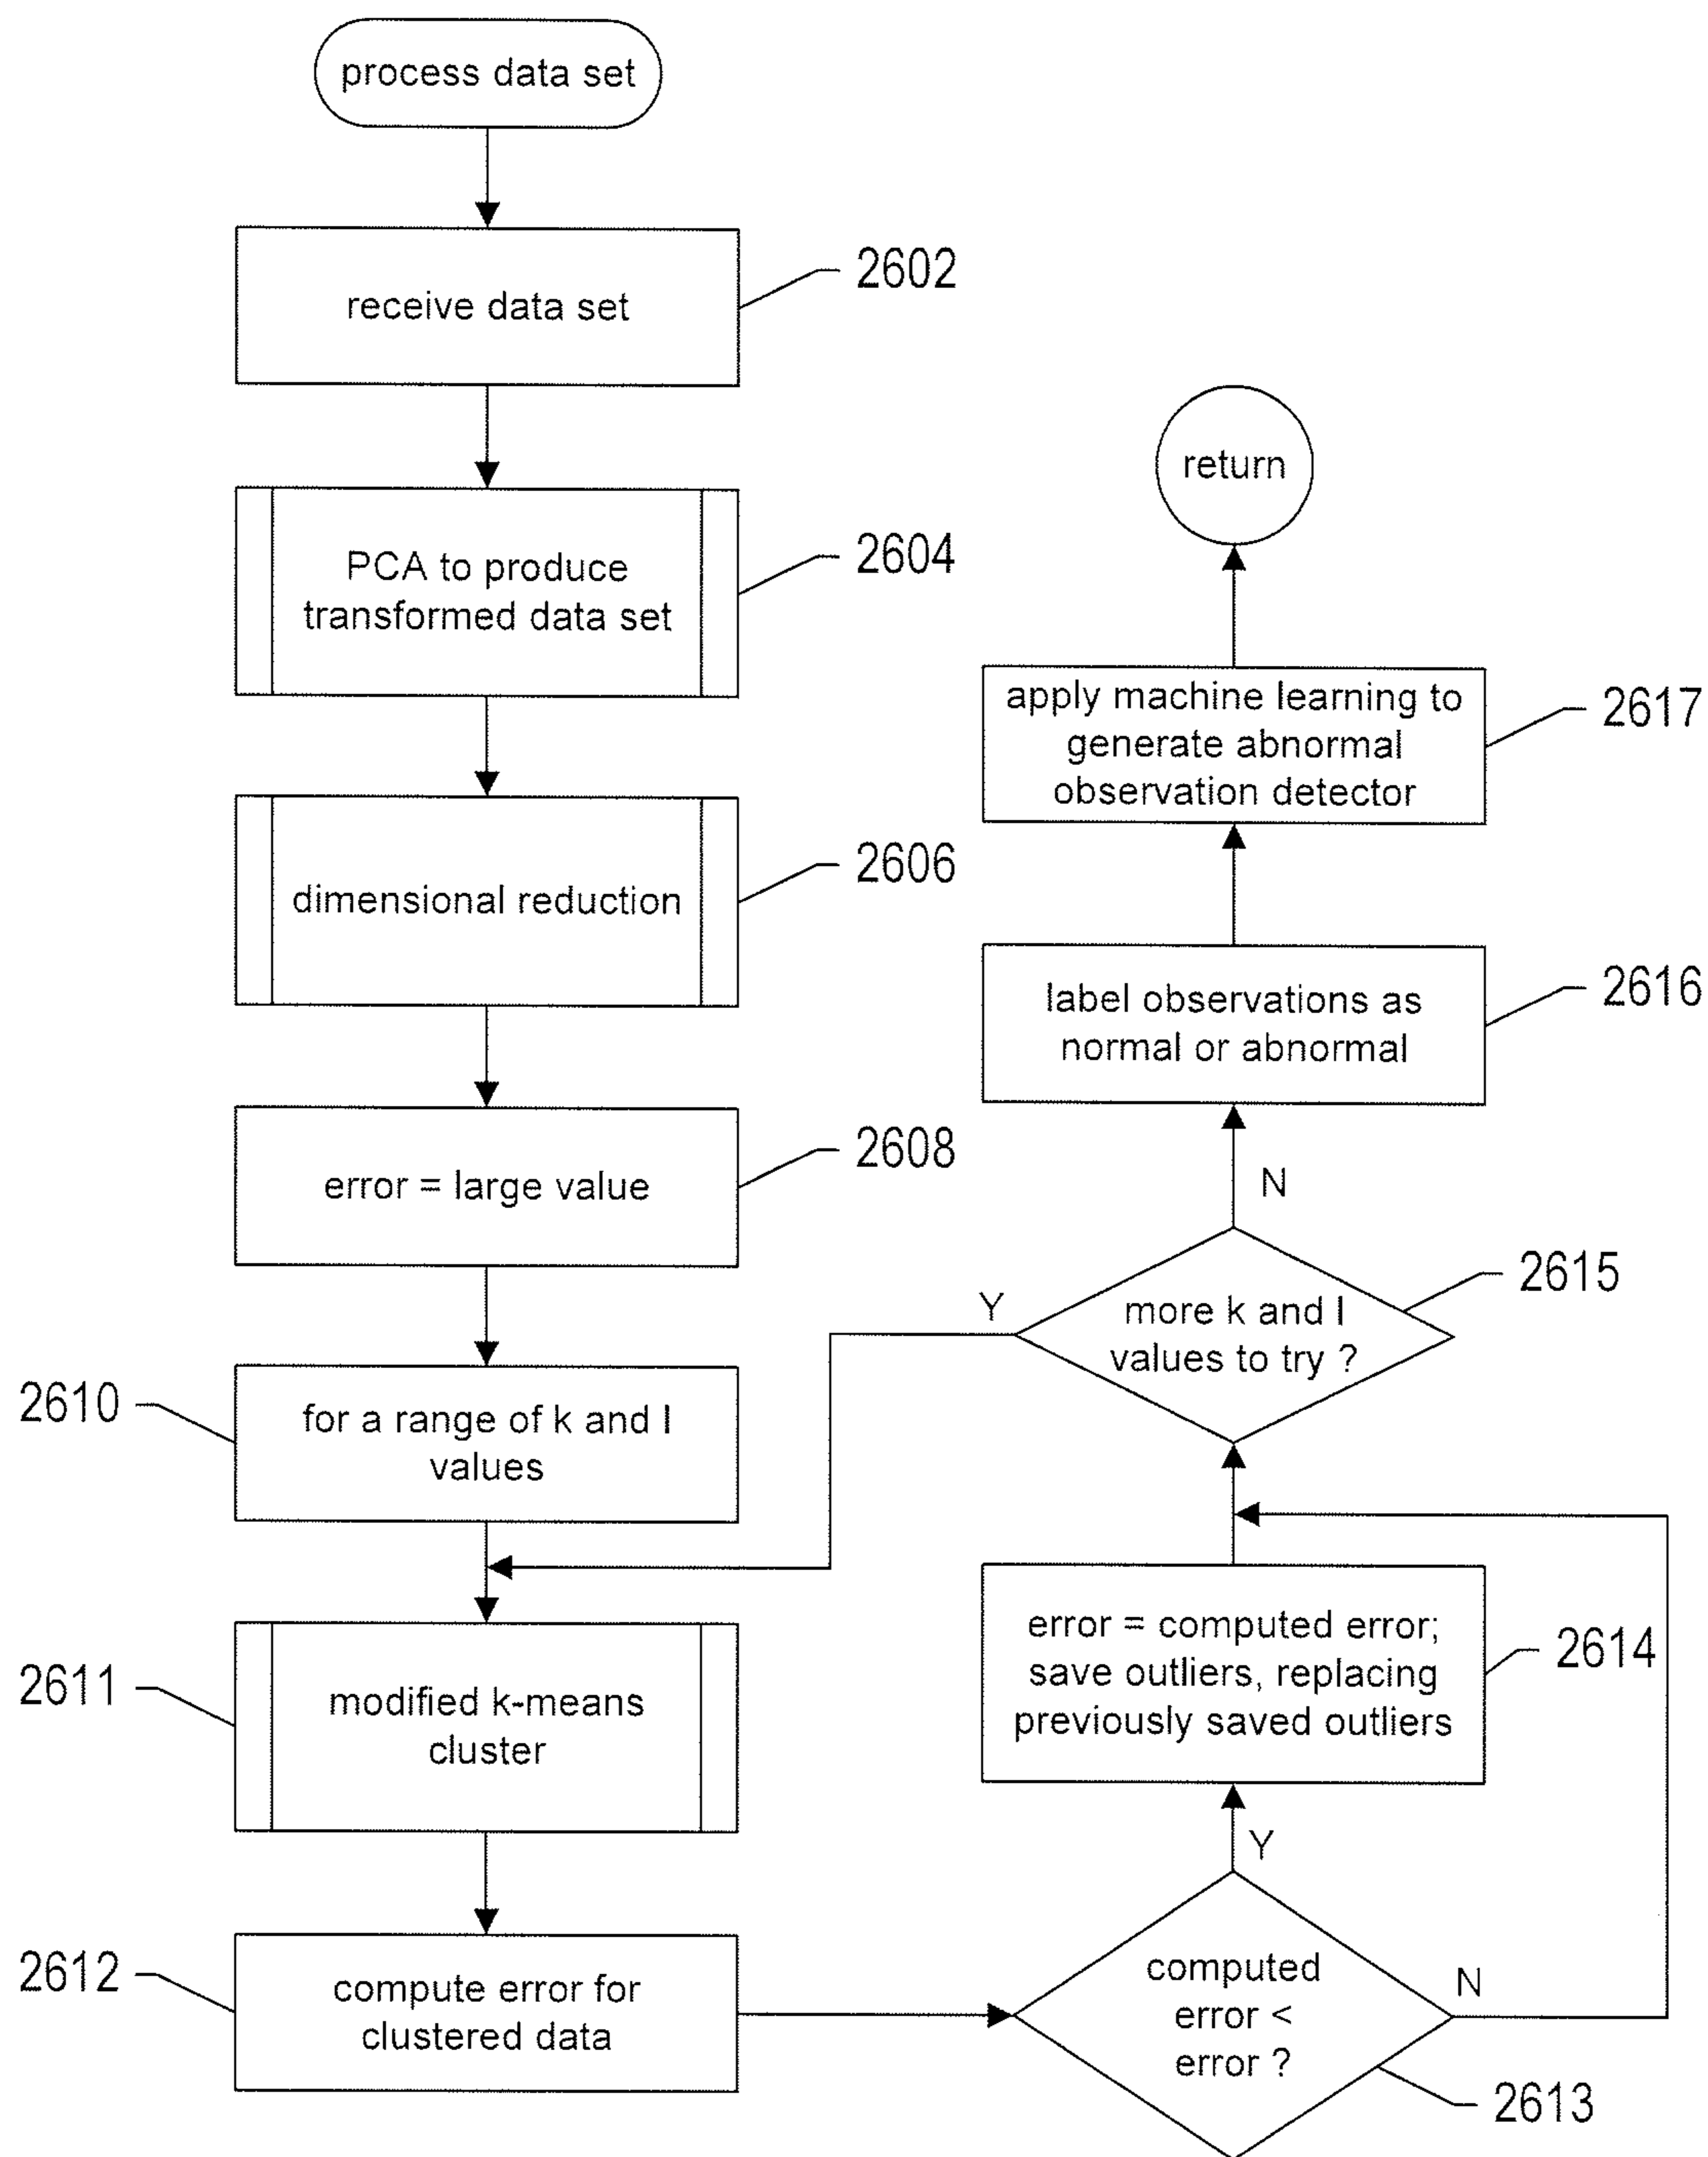 process data set
receive data set
2602
PCA to produce
transformed data set
2604
dimensional reduction
2606
error = large value
2608
2610
for a range of k and l
values
2611
modified k-means
cluster
2612
compute error for
clustered data
computed
error <
error ?
2613
Y
N
error = computed error;
save outliers, replacing
previously saved outliers
2614
more k and l
values to try ?
2615
Y
N
label observations as
normal or abnormal
2616
apply machine learning to
generate abnormal
observation detector
2617
return